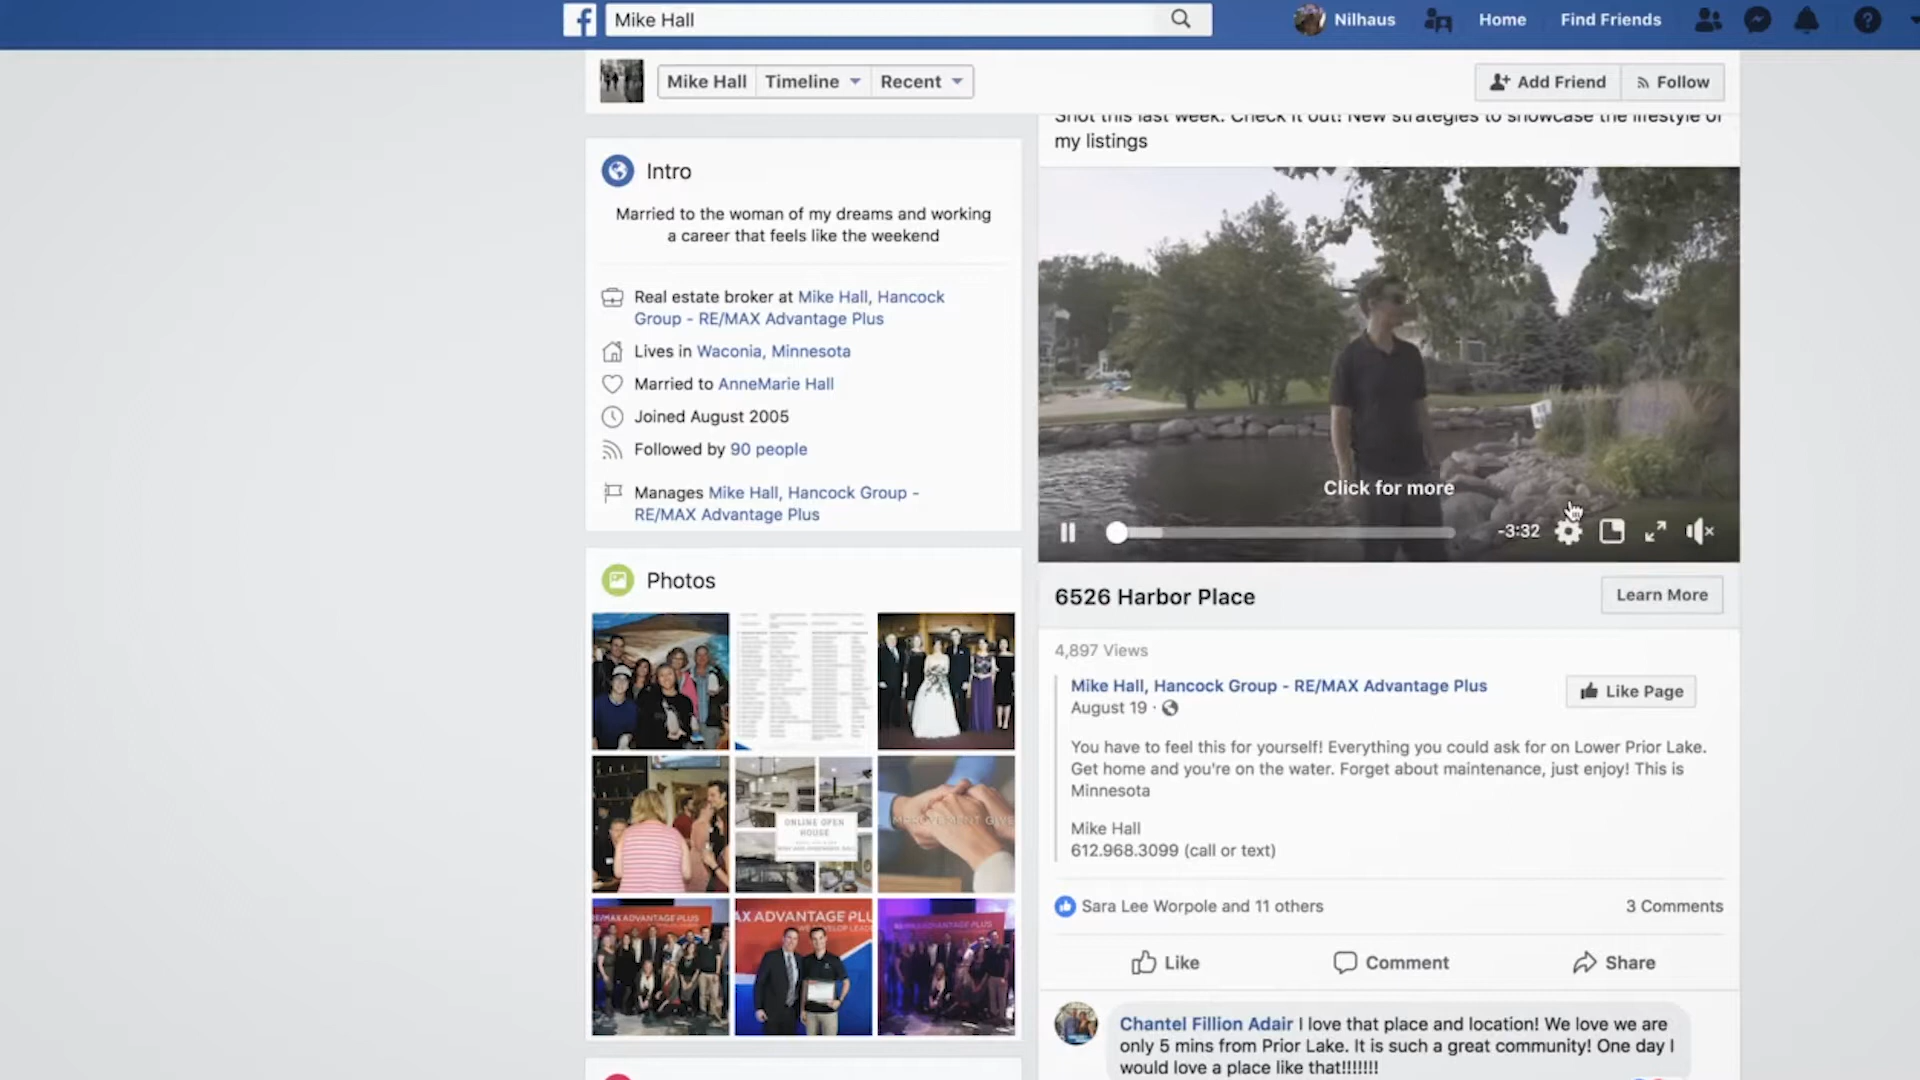 Mike Hall
Nilhaus
Home
Find Friends
Mike Hall
Timeline
Recent
Add Friend
Follow
Shot this last week. Check it out! New strategies to showcase the lifestyle of
my listings
Intro
Married to the woman of my dreams and working
a career that feels like the weekend
Real estate broker at Mike Hall, Hancock
Group - RE/MAX Advantage Plus
Lives in Waconia, Minnesota
Married to AnneMarie Hall
Joined August 2005
Followed by 90 people
Manages Mike Hall, Hancock Group -
RE/MAX Advantage Plus
Photos
ONLINE OPEN
HOUSE
RE/MAX ADVANTAGE PLUS
AX ADVANTAGE PLU
WE DEVELOP LEAD
Click for more
-3:32
6526 Harbor Place
Learn More
4,897 Views
Mike Hall, Hancock Group - RE/MAX Advantage Plus
Like Page
August 19 ·
You have to feel this for yourself! Everything you could ask for on Lower Prior Lake.
Get home and you're on the water. Forget about maintenance, just enjoy! This is
Minnesota
Mike Hall
612.968.3099 (call or text)
Sara Lee Worpole and 11 others
3 Comments
Like
Comment
Share
Chantel Fillion Adair I love that place and location! We love we are
only 5 mins from Prior Lake. It is such a great community! One day I
would love a place like that!!!!!!!